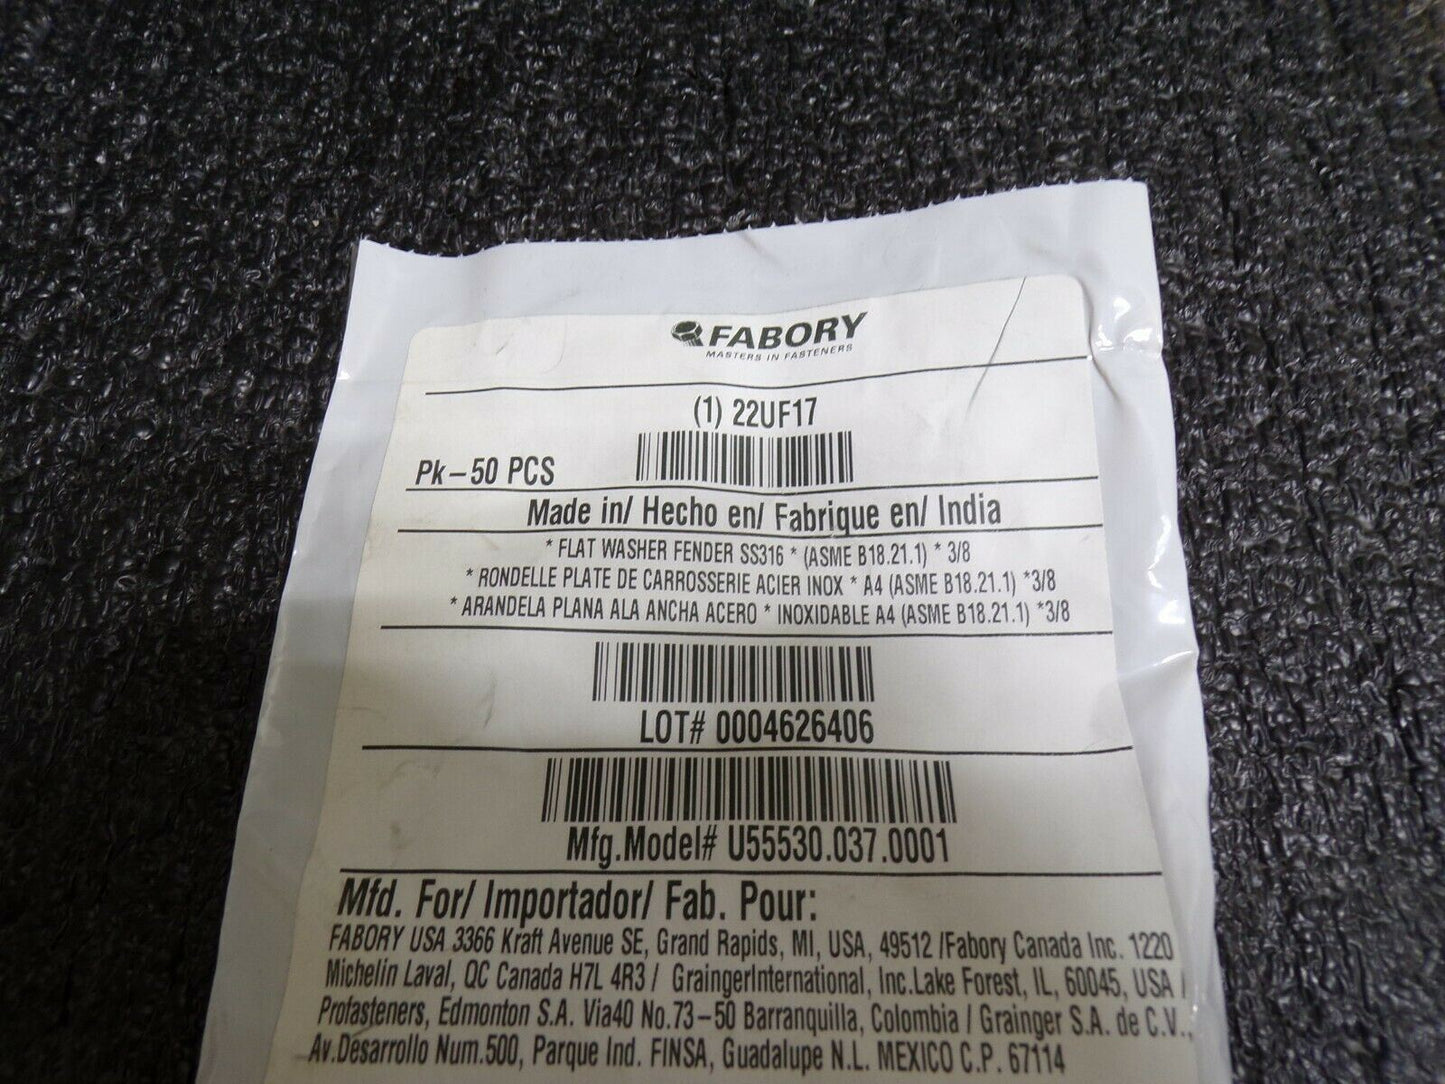 FABORY
MASTERS IN FASTENERS
(1) 22UF17
Pk-50 PCS
Made in/ Hecho en/ Fabrique en/ India
* FLAT WASHER FENDER SS316 * (ASME B18.21.1) * 3/8
* RONDELLE PLATE DE CARROSSERIE ACIER INOX * A4 (ASME B18.21.1) *3/8
* ARANDELA PLANA ALA ANCHA ACERO * INOXIDABLE A4 (ASME B18.21.1) *3/8
LOT# 0004626406
Mfg.Model# U55530.037.0001
Mfd. For/ Importador/ Fab. Pour:
FABORY USA 3366 Kraft Avenue SE, Grand Rapids, MI, USA, 49512 /Fabory Canada Inc. 1220
Michelin Laval, QC Canada H7L 4R3 / GraingerInternational, Inc.Lake Forest, IL, 60045, USA /
Profasteners, Edmonton S.A. Via40 No.73-50 Barranquilla, Colombia / Grainger S.A. de C.V.,
Av.Desarrollo Num.500, Parque Ind. FINSA, Guadalupe N.L. MEXICO C.P. 67114